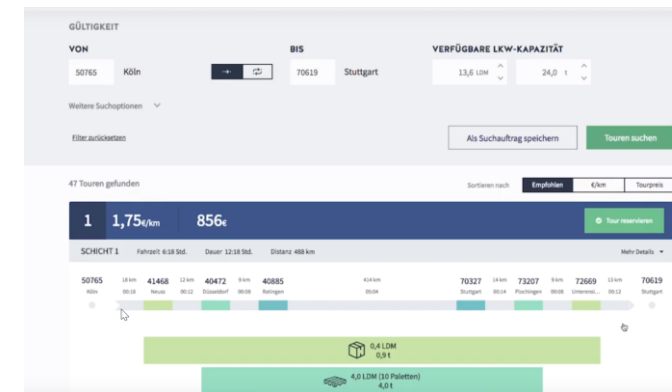 GÜLTIGKEIT
VON BIS VERFÜGBARE LKW-KAPAZITÄT
50765 Köln 70619 Stuttgart 13,6 LDM 24,0 t
Weitere Suchoptionen
Filter zurücksetzen Als Suchauftrag speichern Touren suchen
47 Touren gefunden Sortieren nach Empfohlen €/km Tourpreis
1 1,75€/km 856€ Tour reservieren
SCHICHT 1 Fahrzeit 6:18 Std. Dauer 12:18 Std. Distanz 488 km Mehr Details
50765 18 km 41468 12 km 40472 9 km 40885 414 km 70327 14 km 73207 9 km 72669 13 km 70619
Köln 00:18 Neuss 00:12 Düsseldorf 00:08 Ratingen 00:04 Stuttgart 00:14 Plochingen 00:08 00:12 Stuttgart
0,4 LDM
0,9 t
4,0 LDM (10 Paletten)
4,0 t